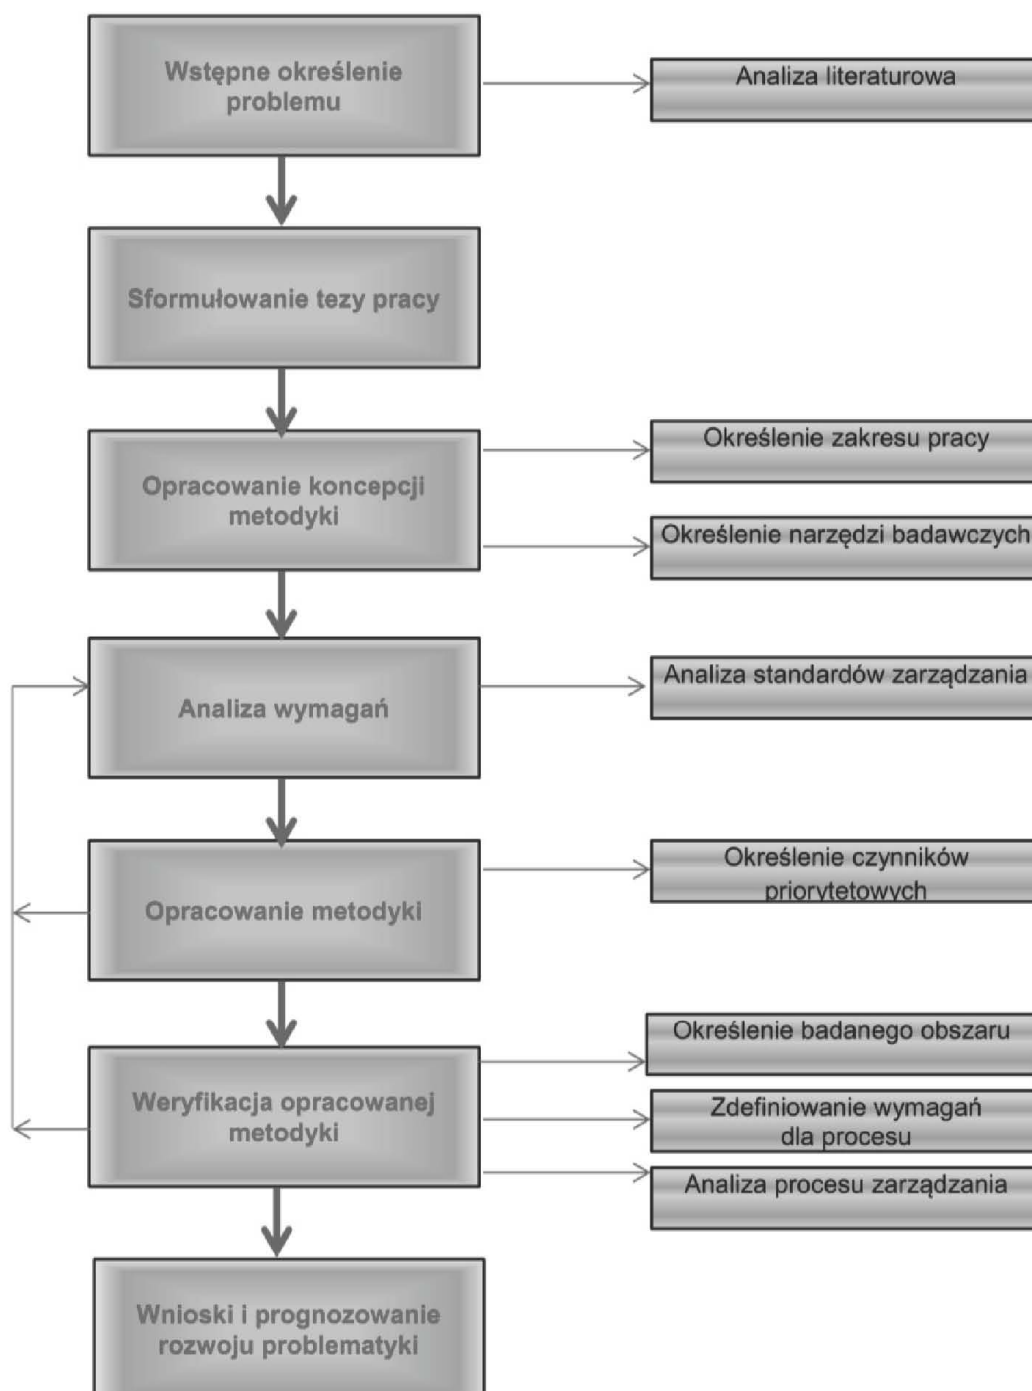 Wstępne określenie
problemu
Analiza literaturowa
Sformułowanie tezy pracy
Opracowanie koncepcji
metodyki
Określenie zakresu pracy
Określenie narzędzi badawczych
Analiza wymagań
Analiza standardów zarządzania
Opracowanie metodyki
Określenie czynników
priorytetowych
Weryfikacja opracowanej
metodyki
Określenie badanego obszaru
Zdefiniowanie wymagań
dla procesu
Analiza procesu zarządzania
Wnioski i prognozowanie
rozwoju problematyki